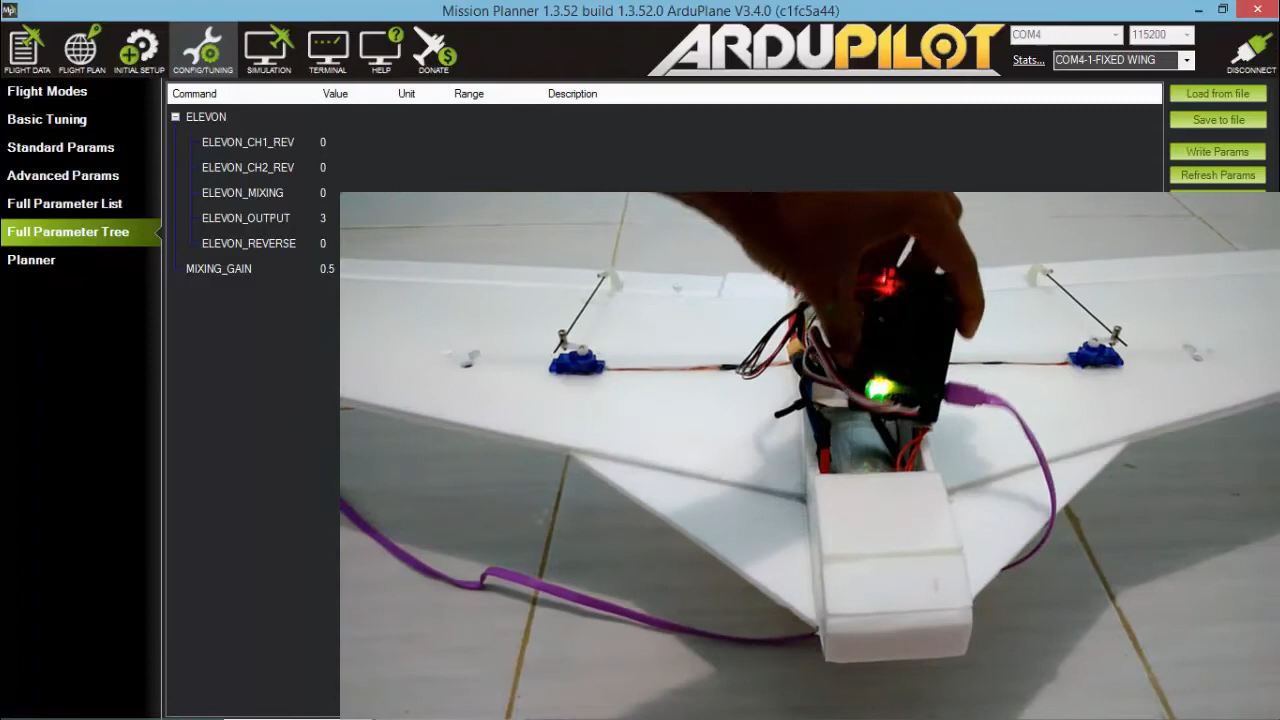 Mission Planner 1.3.52 build 1.3.52.0 ArduPlane V3.4.0 (c1fc5a44)
FLIGHT DATA
FLIGHT PLAN
INITIAL SETUP
CONFIG/TUNING
SIMULATION
TERMINAL
HELP
DONATE
ARDUPILOT
COM4
115200
Stats...
COM4-1-FIXED WING
DISCONNECT
Flight Modes
Basic Tuning
Standard Params
Advanced Params
Full Parameter List
Full Parameter Tree
Planner
Command Value Unit Range Description
ELEVON
ELEVON_CH1_REV 0
ELEVON_CH2_REV 0
ELEVON_MIXING 0
ELEVON_OUTPUT 3
ELEVON_REVERSE 0
MIXING_GAIN 0.5
Load from file
Save to file
Write Params
Refresh Params